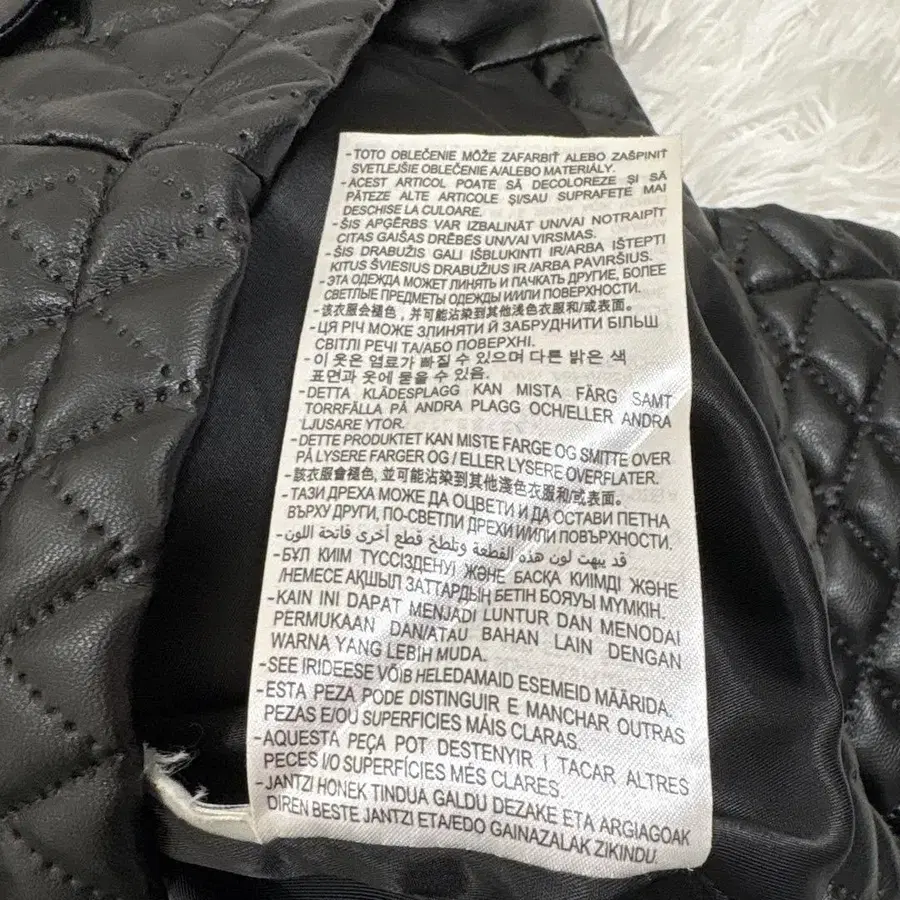 -TOTO OBLEČENIE MÔŽE ZAFARBIŤ ALEBO ZAŠPINIŤ
SVETLEJŠIE OBLEČENIE A/ALEBO MATERIÁLY.
-ACEST ARTICOL POATE SĂ DECOLOREZE ȘI SĂ
PĂTEZE ALTE ARTICOLE ȘI/SAU SUPRAFEȚE MAI
DESCHISE LA CULOARE.
-ŠIS APĢĒRBS VAR IZBALINĀT UN/VAI NOTRAIPĪT
CITAS GAIŠAS DRĒBES UN/VAI VIRSMAS.
-ŠIS DRABUŽIS GALI IŠBLUKINTI IR/ARBA IŠTEPTI
KITUS ŠVIESIUS DRABUŽIUS IR /ARBA PAVIRŠIUS.
-ЭТА ОДЕЖДА МОЖЕТ ЛИНЯТЬ И ПАЧКАТЬ ДРУГИЕ, БОЛЕЕ
СВЕТЛЫЕ ПРЕДМЕТЫ ОДЕЖДЫ И/ИЛИ ПОВЕРХНОСТИ.
-该衣服会褪色，并可能沾染到其他浅色衣服和/或表面。
-ЦЯ РІЧ МОЖЕ ЗЛИНЯТИ Й ЗАБРУДНИТИ БІЛЬШ
СВІТЛІ РЕЧІ ТА/АБО ПОВЕРХНІ.
-이 옷은 염료가 빠질 수 있으며 다른 밝은 색
표면과 옷에 묻을 수 있음.
-DETTA KLÄDESPLAGG KAN MISTA FÄRG SAMT
TORRFÄLLA PÅ ANDRA PLAGG OCH/ELLER ANDRA
LJUSARE YTOR.
-DETTE PRODUKTET KAN MISTE FARGE OG SMITTE OVER
PÅ LYSERE FARGER OG / ELLER LYSERE OVERFLATER.
-該衣服會褪色, 並可能沾染到其他淺色衣服和/或表面。
-ТАЗИ ДРЕХА МОЖЕ ДА ОЦВЕТИ И ДА ОСТАВИ ПЕТНА
ВЪРХУ ДРУГИ, ПО-СВЕТЛИ ДРЕХИ И/ИЛИ ПОВЪРХНОСТИ.
-قد يبهت لون هذه القطعة وتلطخ قطع أخرى فاتحة اللون
-БҰЛ КИІМ ТҮССІЗДЕНУІ ЖӘНЕ БАСҚА КИІМДІ ЖӘНЕ
/НЕМЕСЕ АҚШЫЛ ЗАТТАРДЫҢ БЕТІН БОЯУЫ МҮМКІН.
-KAIN INI DAPAT MENJADI LUNTUR DAN MENODAI
PERMUKAAN DAN/ATAU BAHAN LAIN DENGAN
WARNA YANG LEBIH MUDA.
-SEE IRIDEESE VÕIB HELEDAMAID ESEMEID MÄÄRIDA.
-ESTA PEZA PODE DISTINGUIR E MANCHAR OUTRAS
PEZAS E/OU SUPERFICIES MÁIS CLARAS.
-AQUESTA PEÇA POT DESTENYIR I TACAR ALTRES
PECES I/O SUPERFÍCIES MÉS CLARES.
-JANTZI HONEK TINDUA GALDU DEZAKE ETA ARGIAGOAK
DIREN BESTE JANTZI ETA/EDO GAINAZALAK ZIKINDU.